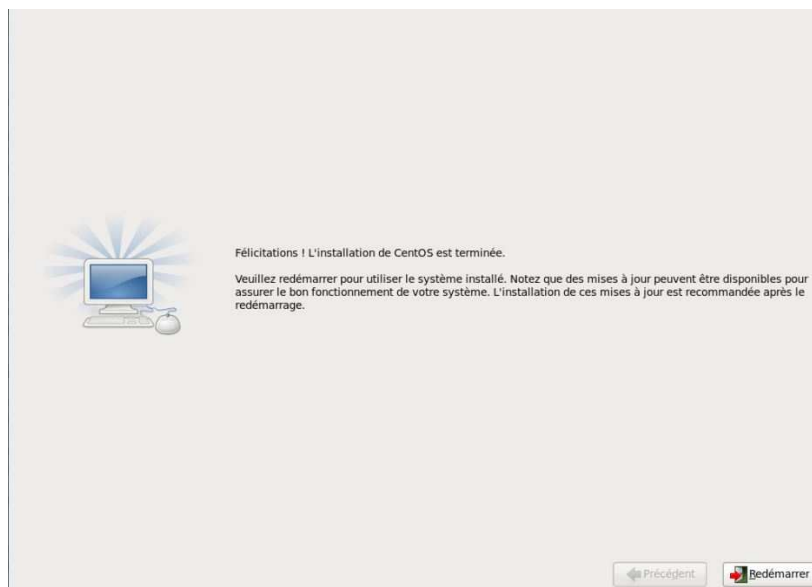 Félicitations ! L'installation de CentOS est terminée.
Veuillez redémarrer pour utiliser le système installé. Notez que des mises à jour peuvent être disponibles pour
assurer le bon fonctionnement de votre système. L'installation de ces mises à jour est recommandée après le
redémarrage.
Précédent
Redémarrer